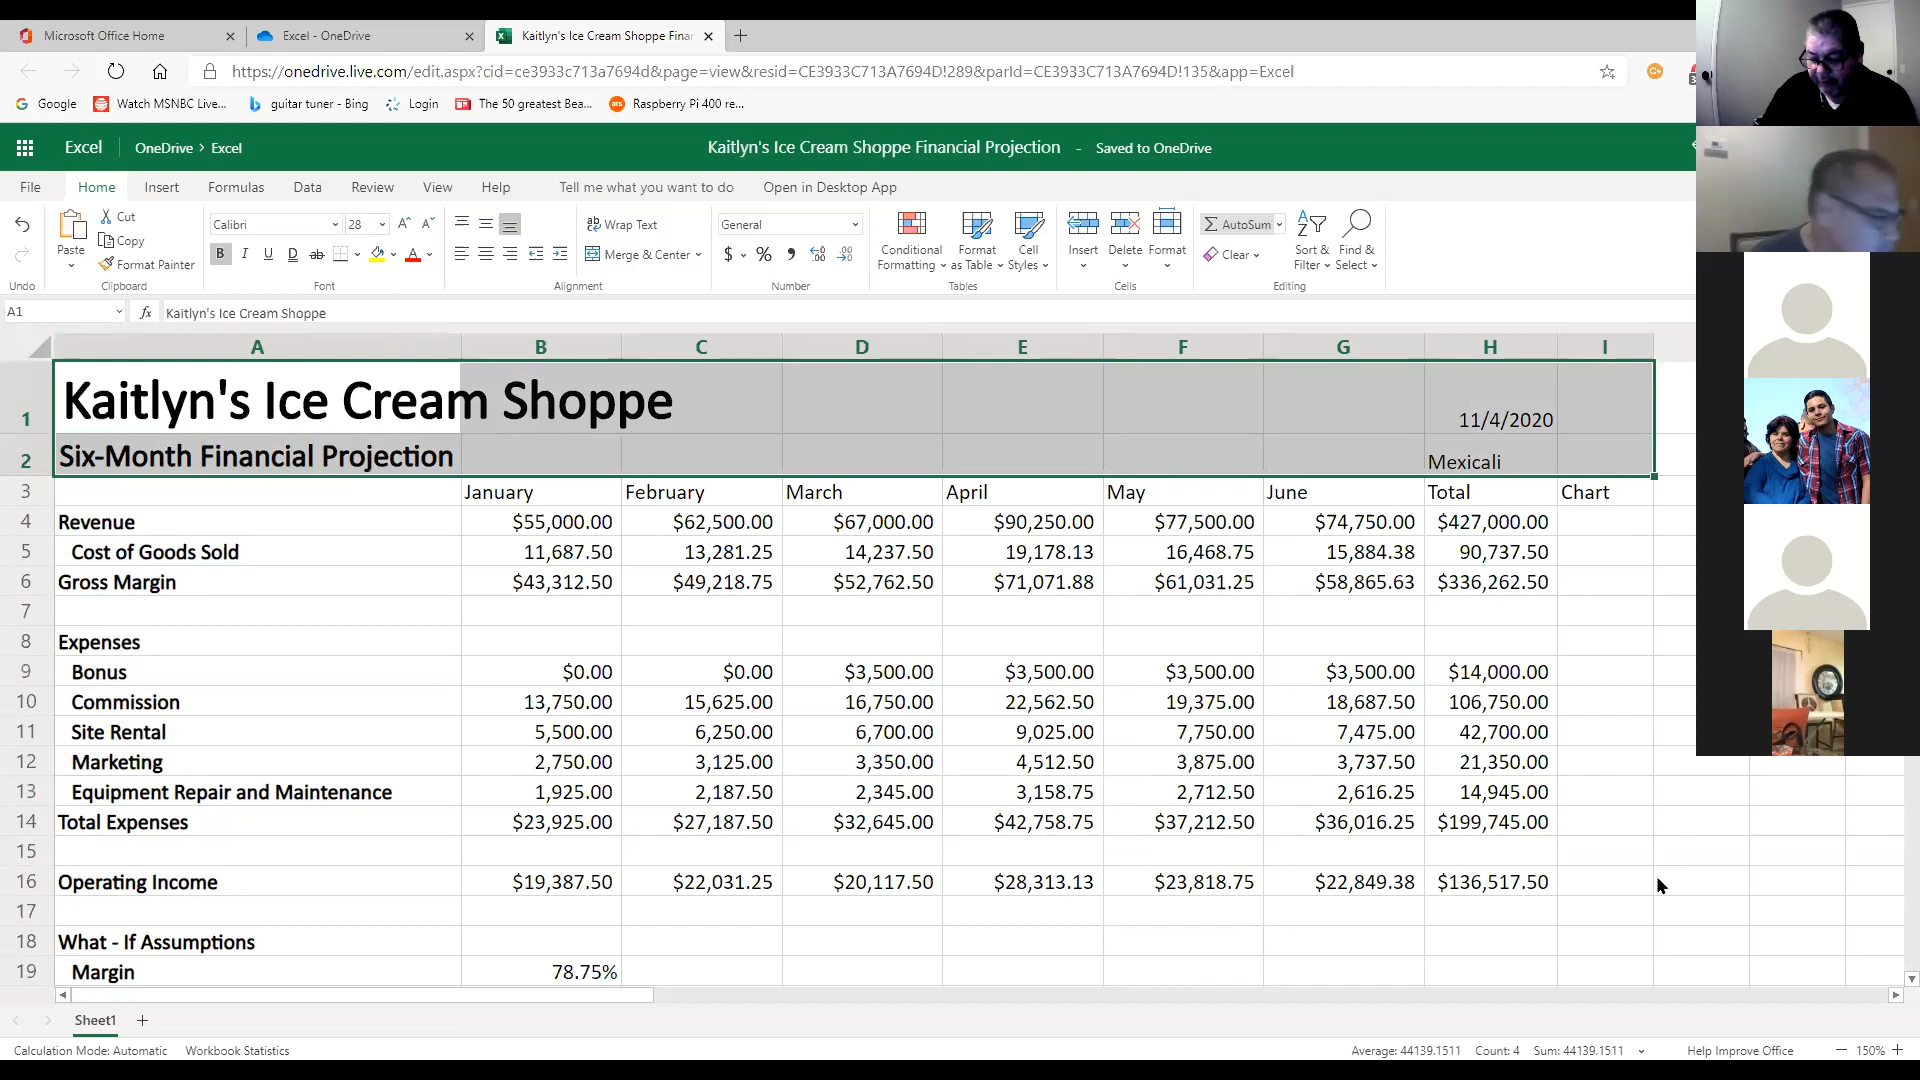 Microsoft Office Home
Excel - OneDrive
Kaitlyn's Ice Cream Shoppe Finan
https://onedrive.live.com/edit.aspx?cid=ce3933c713a7694d&page=view&resid=CE3933C713A7694D!289&parId=CE3933C713A7694D!135&app=Excel
Google Watch MSNBC Live... guitar tuner - Bing Login The 50 greatest Bea... Raspberry Pi 400 re...
Excel OneDrive > Excel Kaitlyn's Ice Cream Shoppe Financial Projection - Saved to OneDrive
File Home Insert Formulas Data Review View Help Tell me what you want to do Open in Desktop App
Paste Cut Copy Format Painter
Calibri 28
B I U D ab A
Wrap Text
Merge & Center
General
$ % 9 .00
Conditional Formatting Format as Table Cell Styles
Insert Delete Format
AutoSum Clear
Sort & Filter Find & Select
Undo Clipboard Font Alignment Number Tables Cells Editing
A1 fx Kaitlyn's Ice Cream Shoppe
A B C D E F G H I
1 Kaitlyn's Ice Cream Shoppe 11/4/2020
2 Six-Month Financial Projection Mexicali
3 January February March April May June Total Chart
4 Revenue $55,000.00 $62,500.00 $67,000.00 $90,250.00 $77,500.00 $74,750.00 $427,000.00
5 Cost of Goods Sold 11,687.50 13,281.25 14,237.50 19,178.13 16,468.75 15,884.38 90,737.50
6 Gross Margin $43,312.50 $49,218.75 $52,762.50 $71,071.88 $61,031.25 $58,865.63 $336,262.50
7
8 Expenses
9 Bonus $0.00 $0.00 $3,500.00 $3,500.00 $3,500.00 $3,500.00 $14,000.00
10 Commission 13,750.00 15,625.00 16,750.00 22,562.50 19,375.00 18,687.50 106,750.00
11 Site Rental 5,500.00 6,250.00 6,700.00 9,025.00 7,750.00 7,475.00 42,700.00
12 Marketing 2,750.00 3,125.00 3,350.00 4,512.50 3,875.00 3,737.50 21,350.00
13 Equipment Repair and Maintenance 1,925.00 2,187.50 2,345.00 3,158.75 2,712.50 2,616.25 14,945.00
14 Total Expenses $23,925.00 $27,187.50 $32,645.00 $42,758.75 $37,212.50 $36,016.25 $199,745.00
15
16 Operating Income $19,387.50 $22,031.25 $20,117.50 $28,313.13 $23,818.75 $22,849.38 $136,517.50
17
18 What - If Assumptions
19 Margin 78.75%
Sheet1
Calculation Mode: Automatic Workbook Statistics Average: 44139.1511 Count: 4 Sum: 44139.1511 Help Improve Office 150%